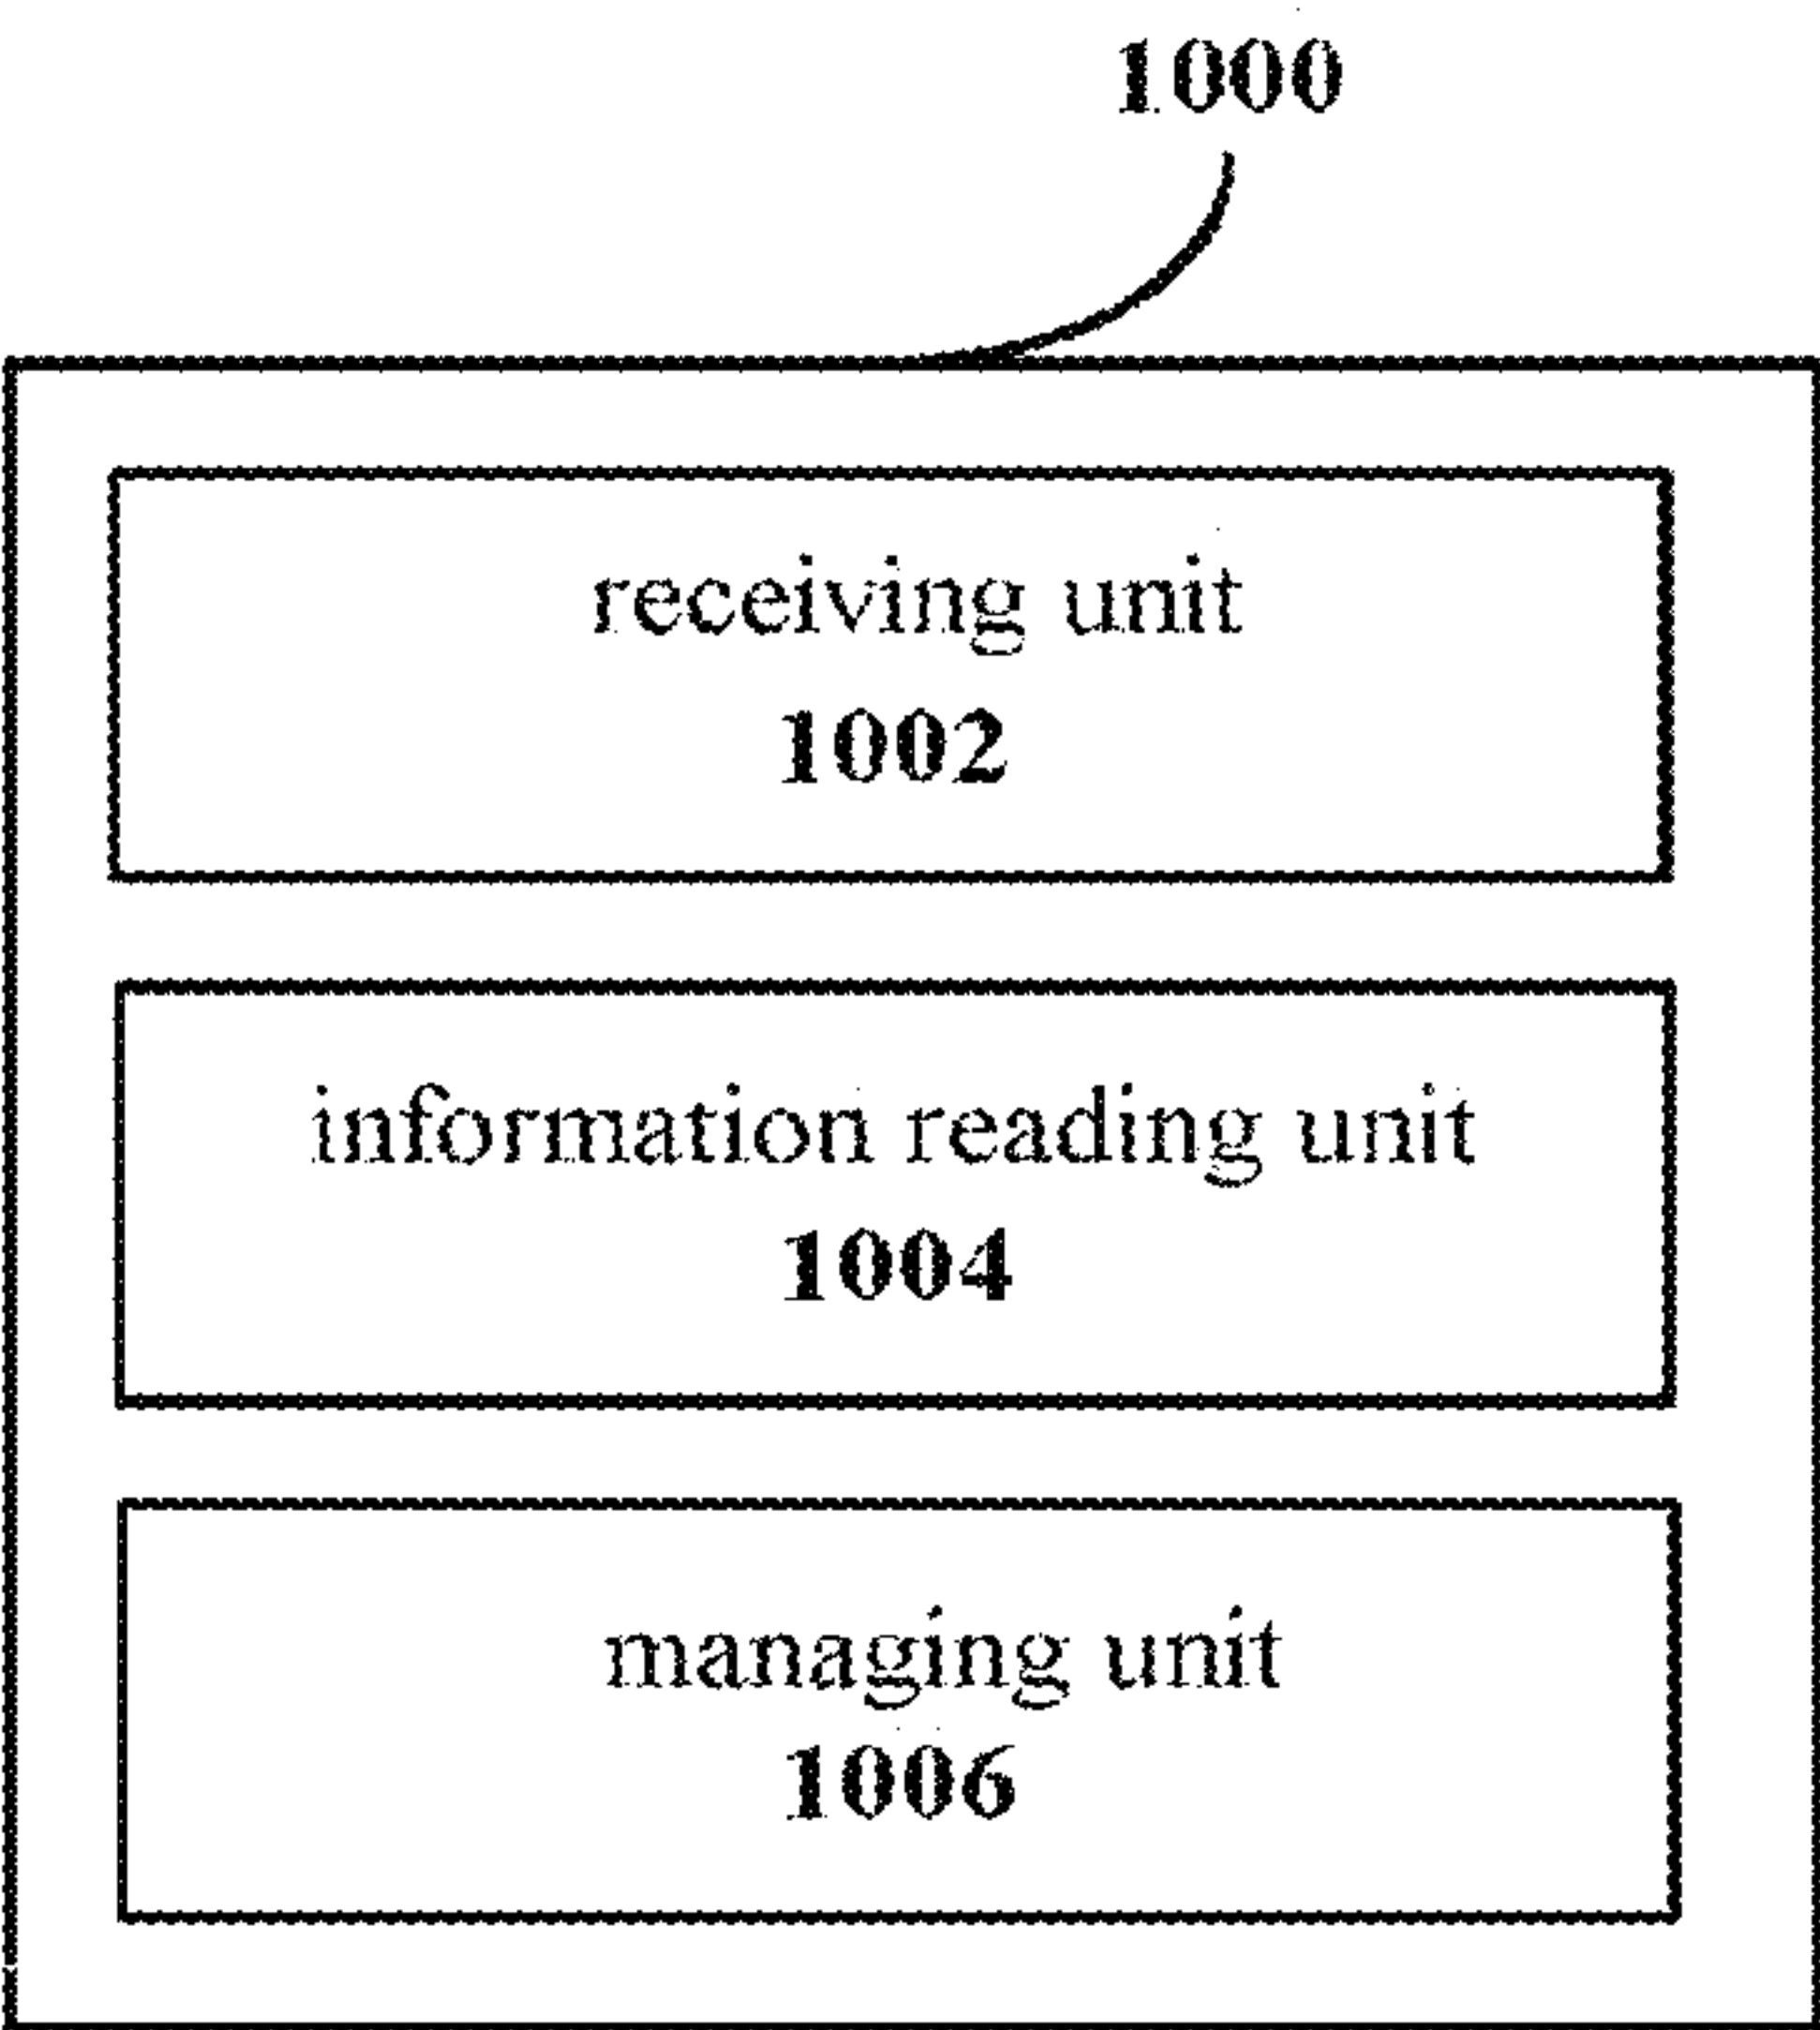 1000
receiving unit
1002
information reading unit
1004
managing unit
1006